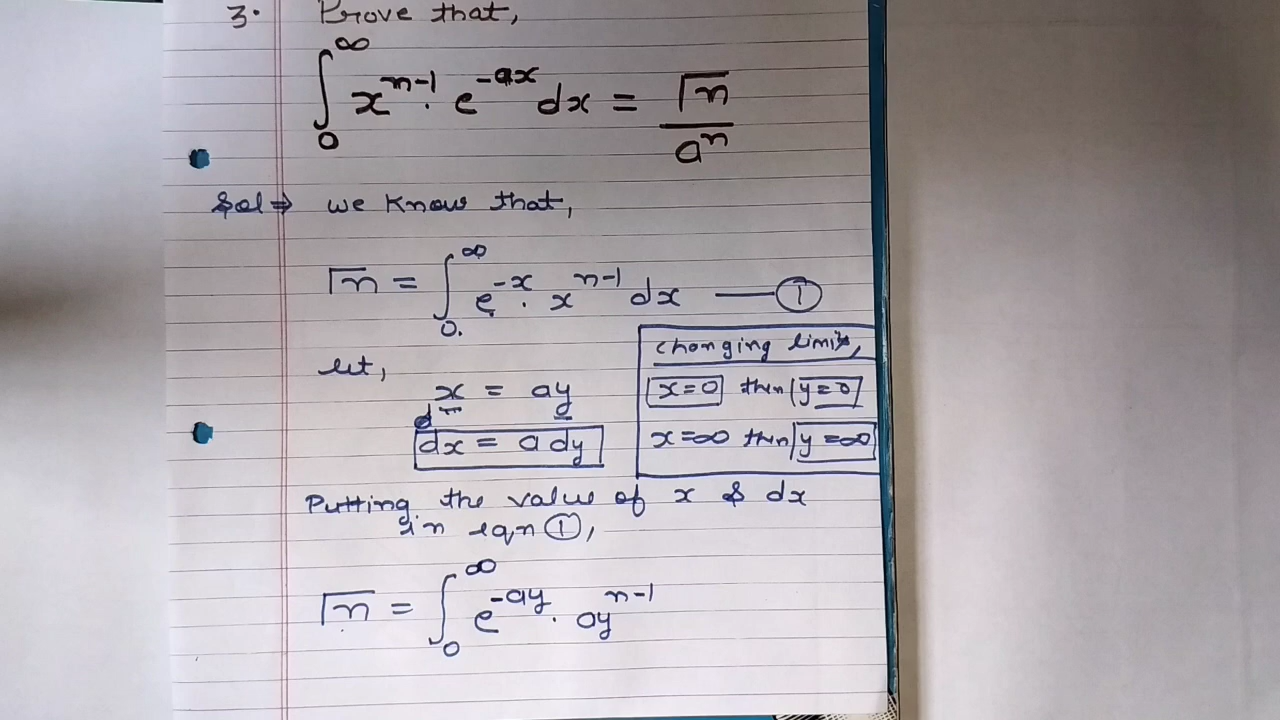 3. Prove that,
∫₀^∞ x^{n-1} . e^{-ax} dx = Γn / a^n
Sol ⇒ we know that,
Γn = ∫₀^∞ e^{-x} . x^{n-1} dx — ①
let,
x = ay
dx = a dy
changing limits,
x=0 then y=0
x=∞ then y=∞
Putting the value of x & dx
in eqn ①,
Γn = ∫₀^∞ e^{-ay} . ay^{n-1}